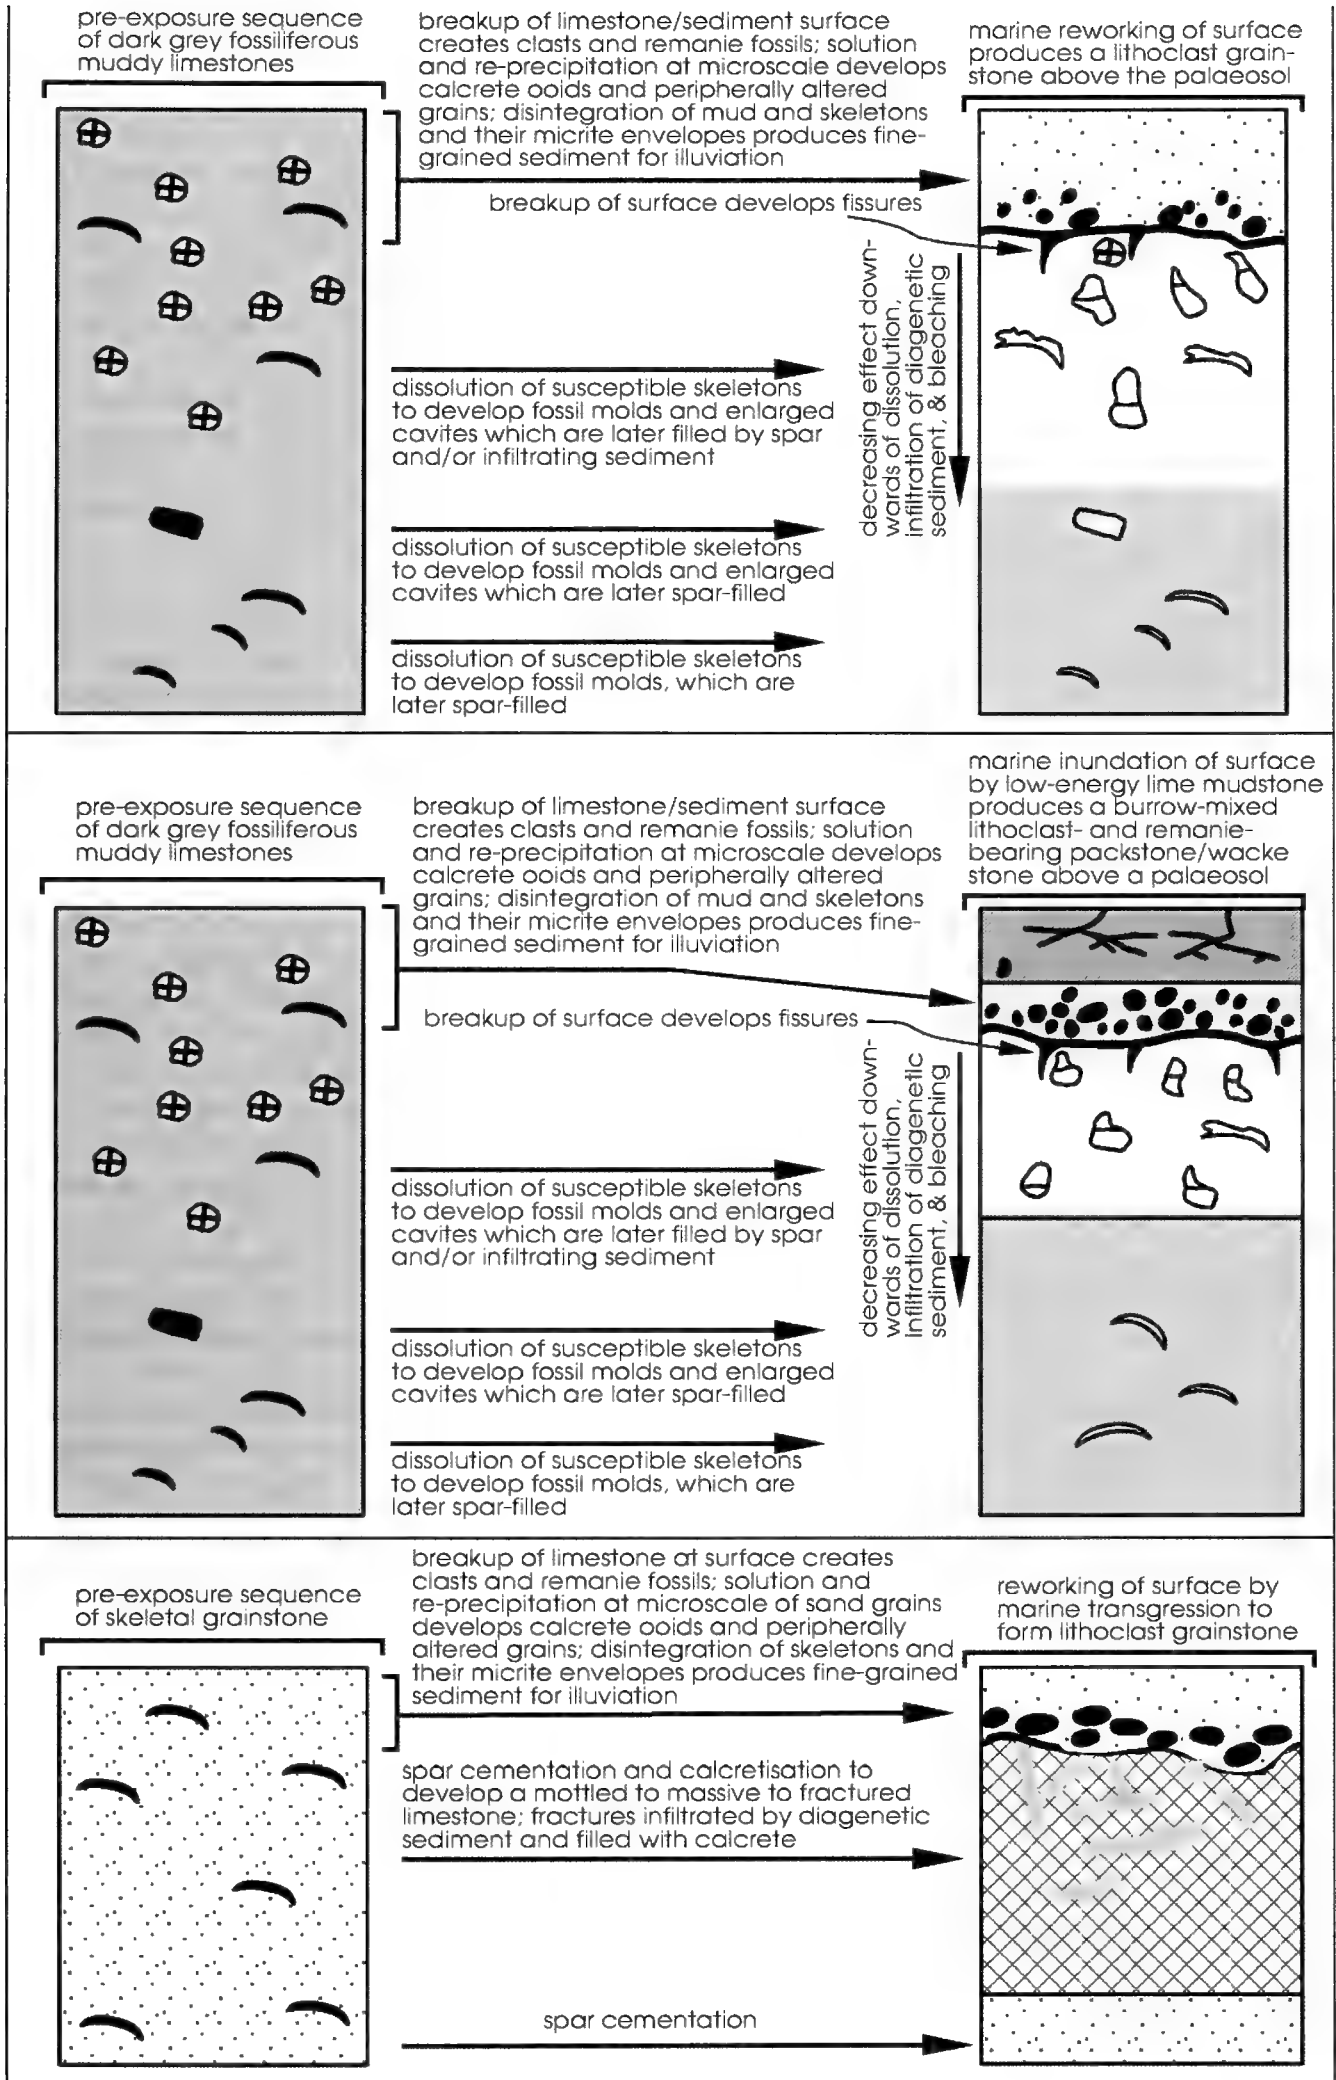 pre-exposure sequence
of dark grey fossiliferous
muddy limestones
breakup of limestone/sediment surface
creates clasts and remanie fossils; solution
and re-precipitation at microscale develops
calcrete ooids and peripherally altered
grains; disintegration of mud and skeletons
and their micrite envelopes produces fine-
grained sediment for illuviation
marine reworking of surface
produces a lithoclast grain-
stone above the palaeosol
breakup of surface develops fissures
decreasing effect down-
wards of dissolution,
infiltration of diagenetic
sediment, & bleaching
dissolution of susceptible skeletons
to develop fossil molds and enlarged
cavites which are later filled by spar
and/or infiltrating sediment
dissolution of susceptible skeletons
to develop fossil molds and enlarged
cavites which are later spar-filled
dissolution of susceptible skeletons
to develop fossil molds, which are
later spar-filled
pre-exposure sequence
of dark grey fossiliferous
muddy limestones
breakup of limestone/sediment surface
creates clasts and remanie fossils; solution
and re-precipitation at microscale develops
calcrete ooids and peripherally altered
grains; disintegration of mud and skeletons
and their micrite envelopes produces fine-
grained sediment for illuviation
marine inundation of surface
by low-energy lime mudstone
produces a burrow-mixed
lithoclast- and remanie-
bearing packstone/wacke
stone above a palaeosol
breakup of surface develops fissures
decreasing effect down-
wards of dissolution,
infiltration of diagenetic
sediment, & bleaching
dissolution of susceptible skeletons
to develop fossil molds and enlarged
cavites which are later filled by spar
and/or infiltrating sediment
dissolution of susceptible skeletons
to develop fossil molds and enlarged
cavites which are later spar-filled
dissolution of susceptible skeletons
to develop fossil molds, which are
later spar-filled
pre-exposure sequence
of skeletal grainstone
breakup of limestone at surface creates
clasts and remanie fossils; solution and
re-precipitation at microscale of sand grains
develops calcrete ooids and peripherally
altered grains; disintegration of skeletons and
their micrite envelopes produces fine-grained
sediment for illuviation
reworking of surface by
marine transgression to
form lithoclast grainstone
spar cementation and calcretisation to
develop a mottled to massive to fractured
limestone; fractures infiltrated by diagenetic
sediment and filled with calcrete
spar cementation